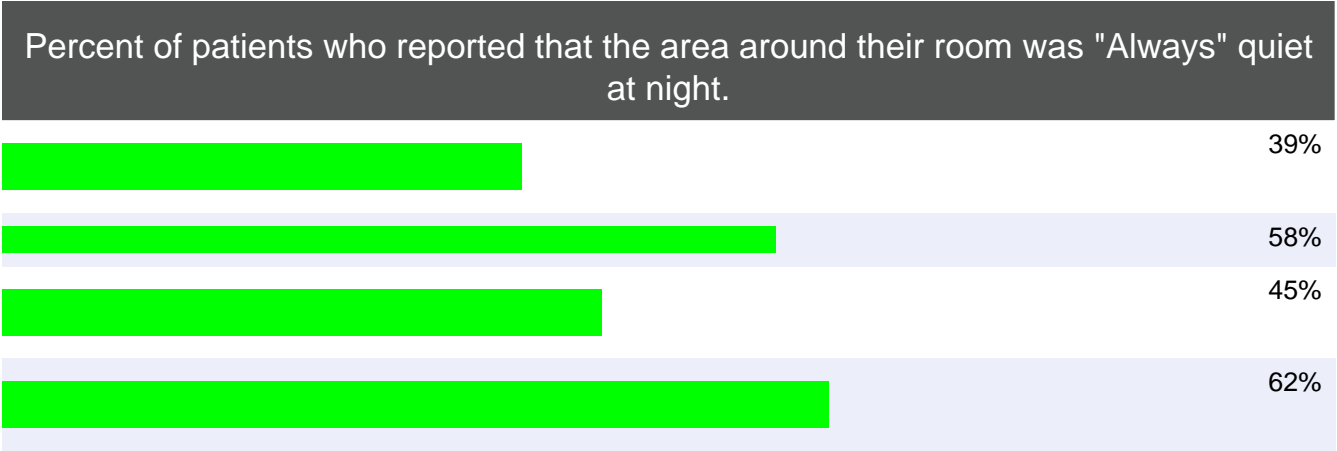 Percent of patients who reported that the area around their room was "Always" quiet
at night.
39%
58%
45%
62%